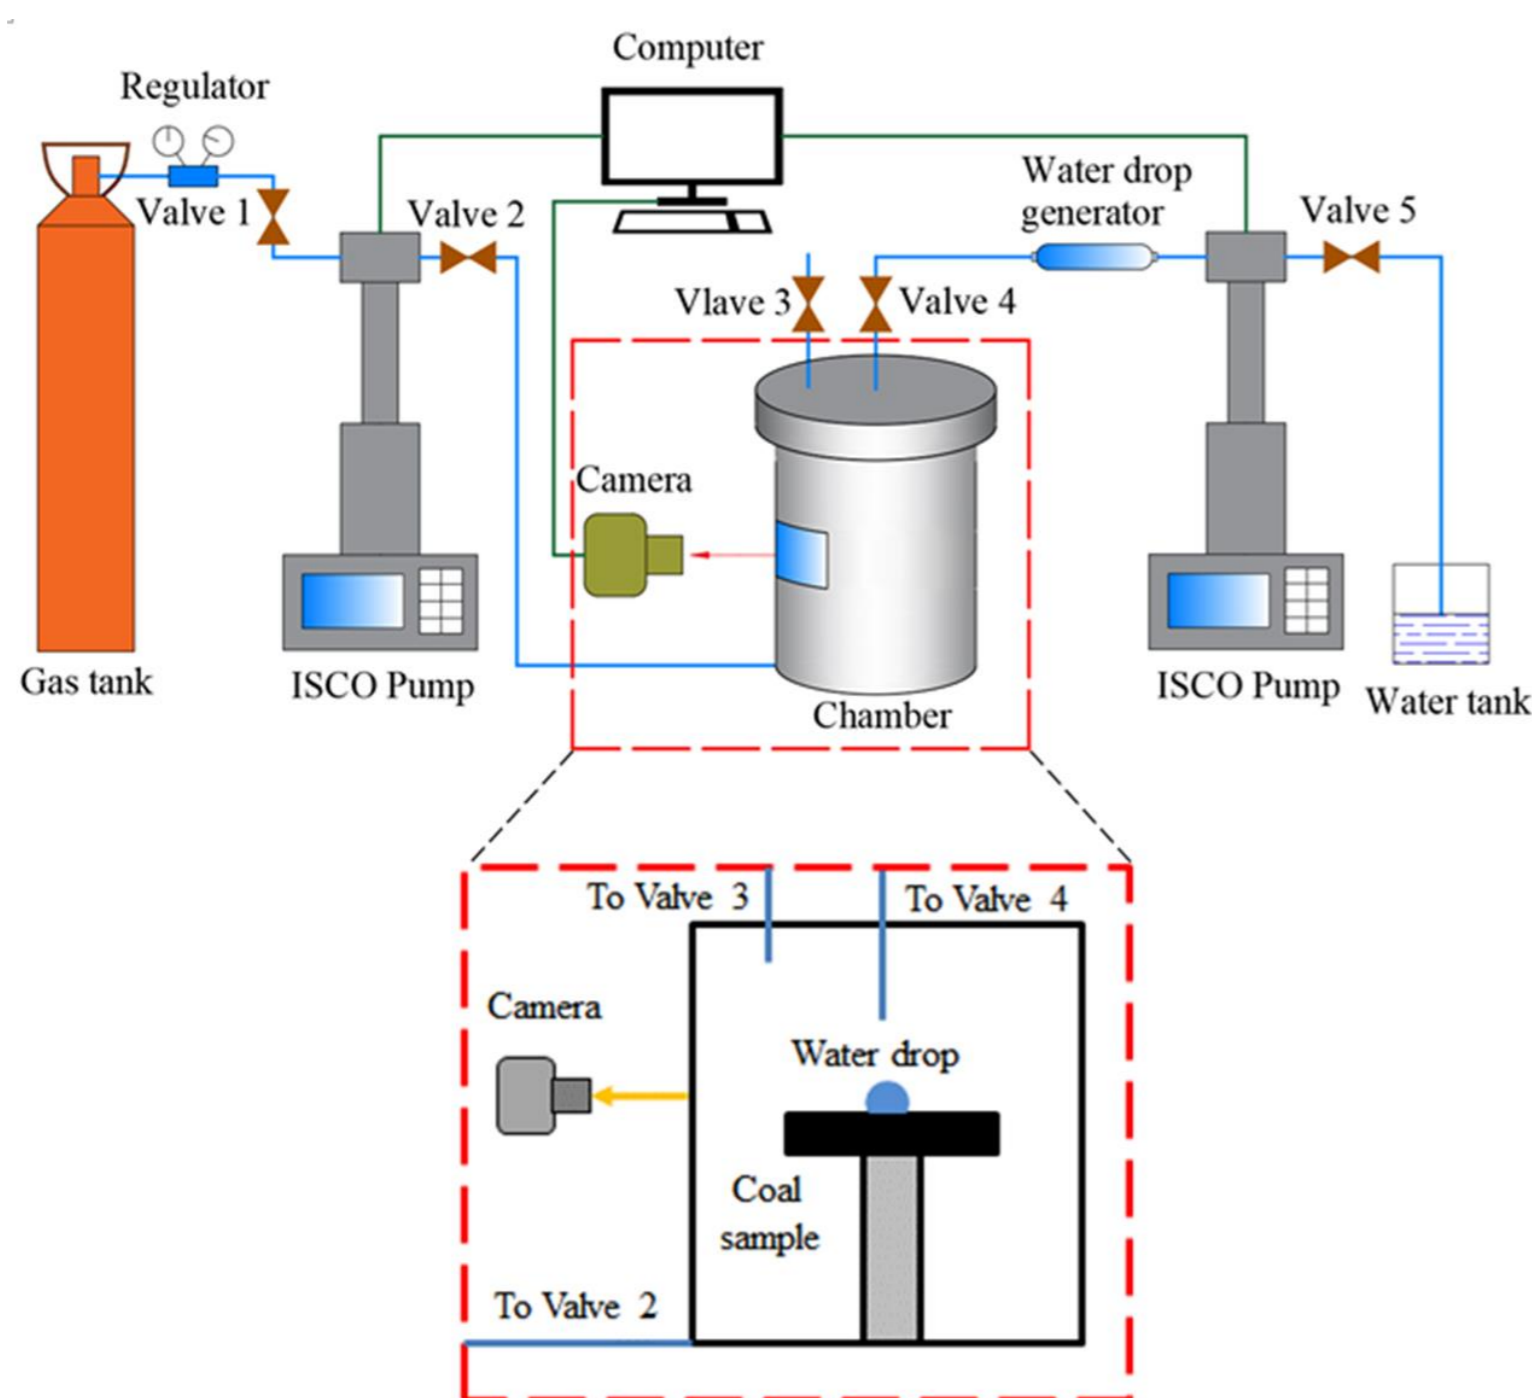 Computer
Regulator
Water drop
generator
Valve 1
Valve 2
Valve 5
Vlave 3
Valve 4
Camera
Gas tank
ISCO Pump
Chamber
ISCO Pump
Water tank
To Valve 3
To Valve 4
Camera
Water drop
Coal
sample
To Valve 2